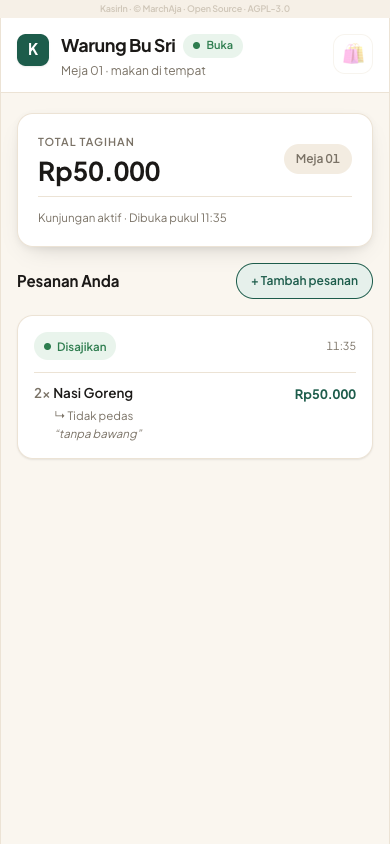 KasirIn · © MarchAja · Open Source · AGPL-3.0
K
Warung Bu Sri
Buka
Meja 01 · makan di tempat
TOTAL TAGIHAN
Rp50.000
Meja 01
Kunjungan aktif · Dibuka pukul 11:35
Pesanan Anda
+ Tambah pesanan
Disajikan
11:35
2× Nasi Goreng
Rp50.000
↳ Tidak pedas
“tanpa bawang”